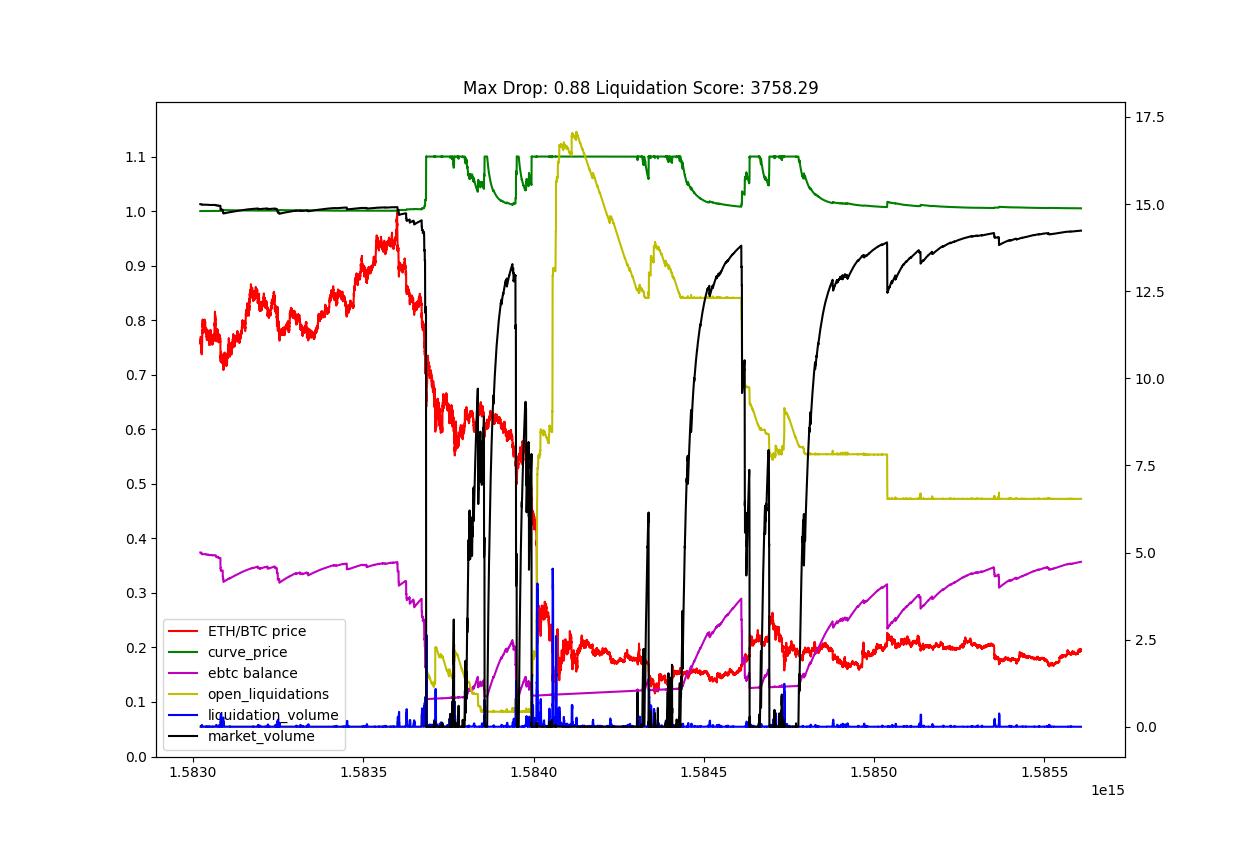 Max Drop: 0.88 Liquidation Score: 3758.29
17.5
15.0
12.5
10.0
7.5
5.0
2.5
0.0
1.1
1.0
0.9
0.8
0.7
0.6
0.5
0.4
0.3
0.2
0.1
0.0
ETH/BTC price
curve_price
ebtc balance
open_liquidations
liquidation_volume
market_volume
1.5830 1.5835 1.5840 1.5845 1.5850 1.5855
1e15